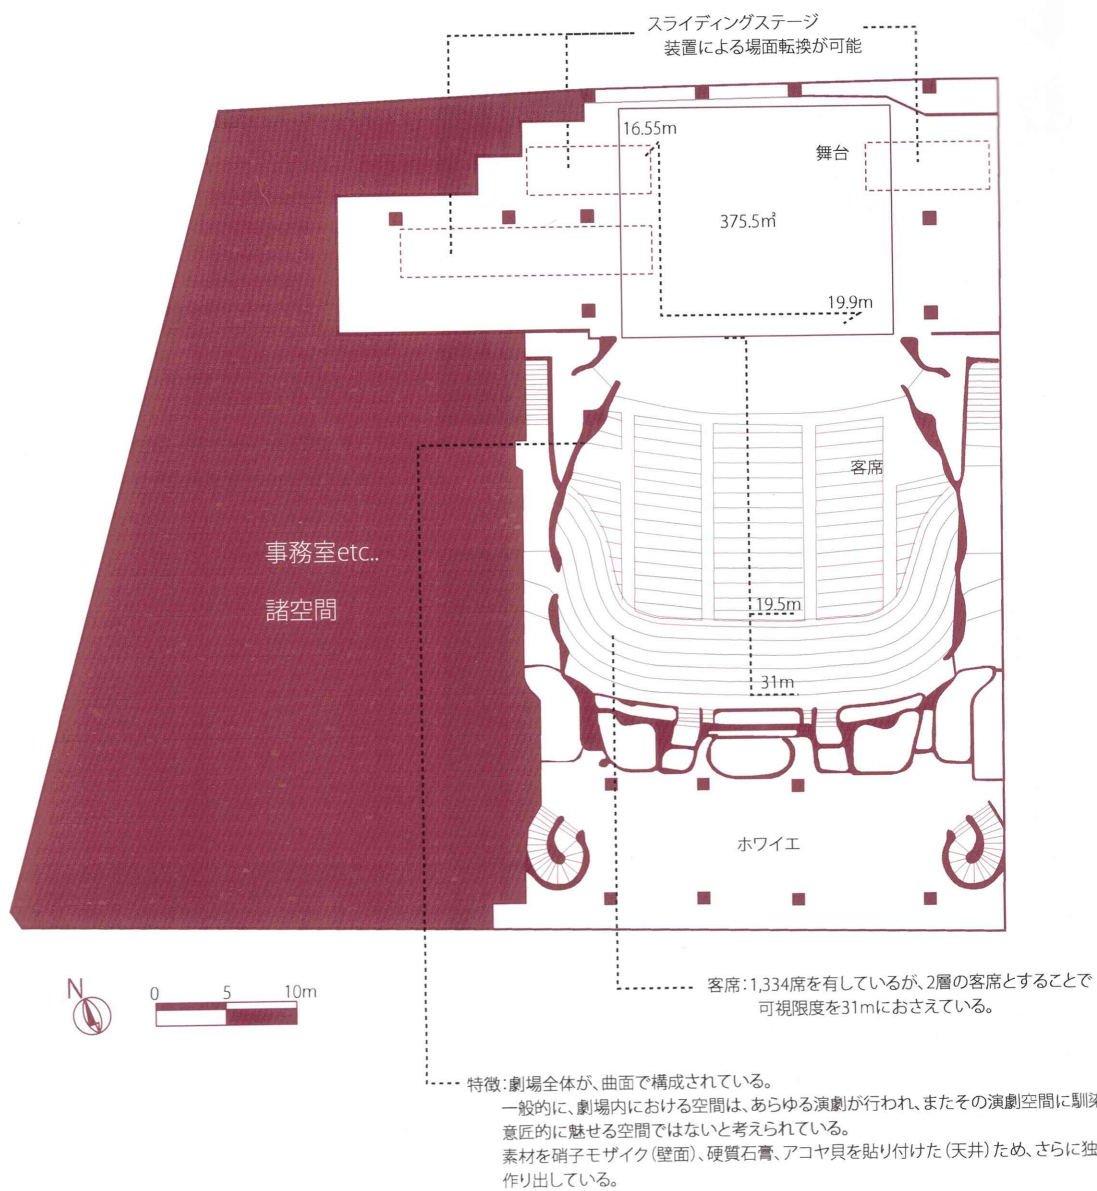 スライディングステージ
装置による場面転換が可能
16.55m
舞台
375.5㎡
19.9m
客席
事務室etc..
諸空間
19.5m
31m
ホワイエ
N
0 5 10m
客席:1,334席を有しているが、2層の客席とすることで
可視限度を31mにおさえている。
特徴:劇場全体が、曲面で構成されている。
一般的に、劇場内における空間は、あらゆる演劇が行われ、またその演劇空間に馴染
意匠的に魅せる空間ではないと考えられている。
素材を硝子モザイク(壁面)、硬質石膏、アコヤ貝を貼り付けた(天井)ため、さらに独
作り出している。